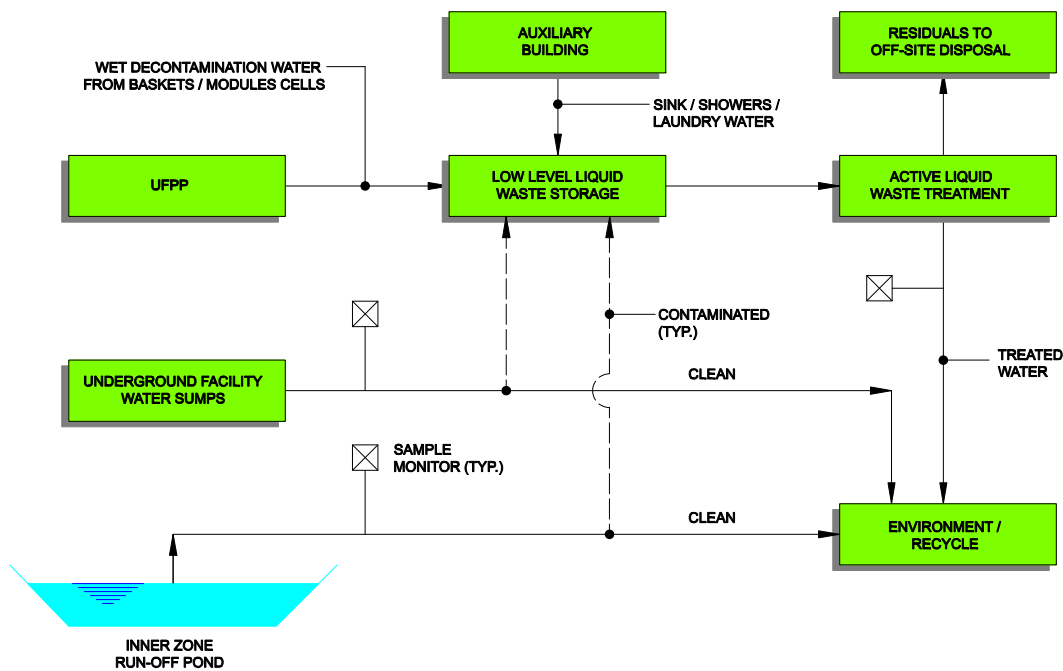 AUXILIARY
BUILDING
RESIDUALS TO
OFF-SITE DISPOSAL
WET DECONTAMINATION WATER
FROM BASKETS / MODULES CELLS
SINK / SHOWERS /
LAUNDRY WATER
UFPP
LOW LEVEL LIQUID
WASTE STORAGE
ACTIVE LIQUID
WASTE TREATMENT
CONTAMINATED
(TYP.)
TREATED
WATER
UNDERGROUND FACILITY
WATER SUMPS
CLEAN
SAMPLE
MONITOR (TYP.)
CLEAN
ENVIRONMENT /
RECYCLE
INNER ZONE
RUN-OFF POND